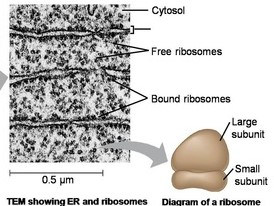 Cytosol
Free ribosomes
Bound ribosomes
Large
subunit
Small
subunit
0.5 µm
TEM showing ER and ribosomes
Diagram of a ribosome